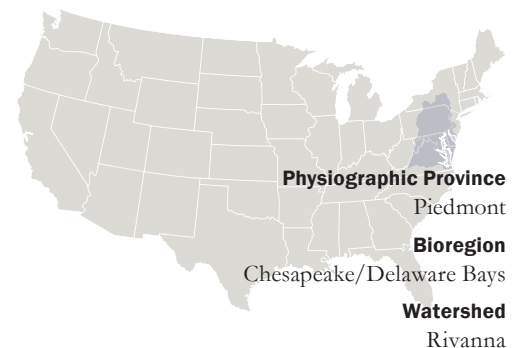 Physiographic Province
Piedmont
Bioregion
Chesapeake/Delaware Bays
Watershed
Rivanna